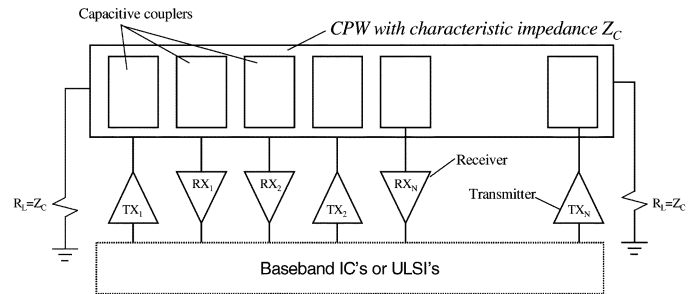 Capacitive couplers
CPW with characteristic impedance Z_C
Receiver
RX_1
RX_2
RX_N
Transmitter
R_L=Z_C
TX_1
TX_2
TX_N
R_L=Z_C
Baseband IC's or ULSI's